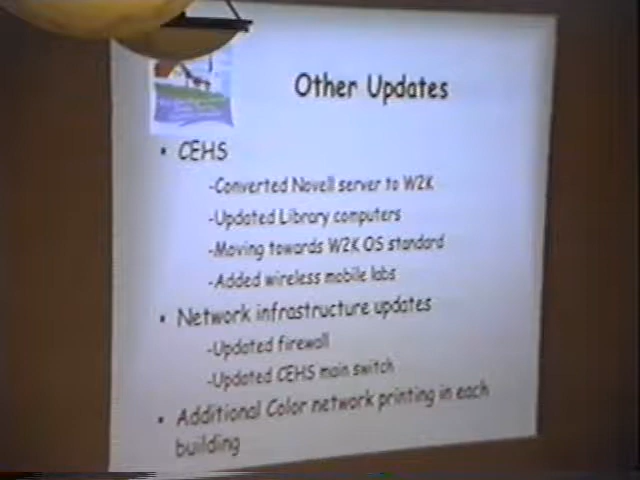 Other Updates
• CEHS
-Converted Novell server to W2K
-Updated Library computers
-Moving towards W2K OS standard
-Added wireless mobile labs
• Network infrastructure updates
-Updated firewall
-Updated CEHS main switch
• Additional Color network printing in each
building